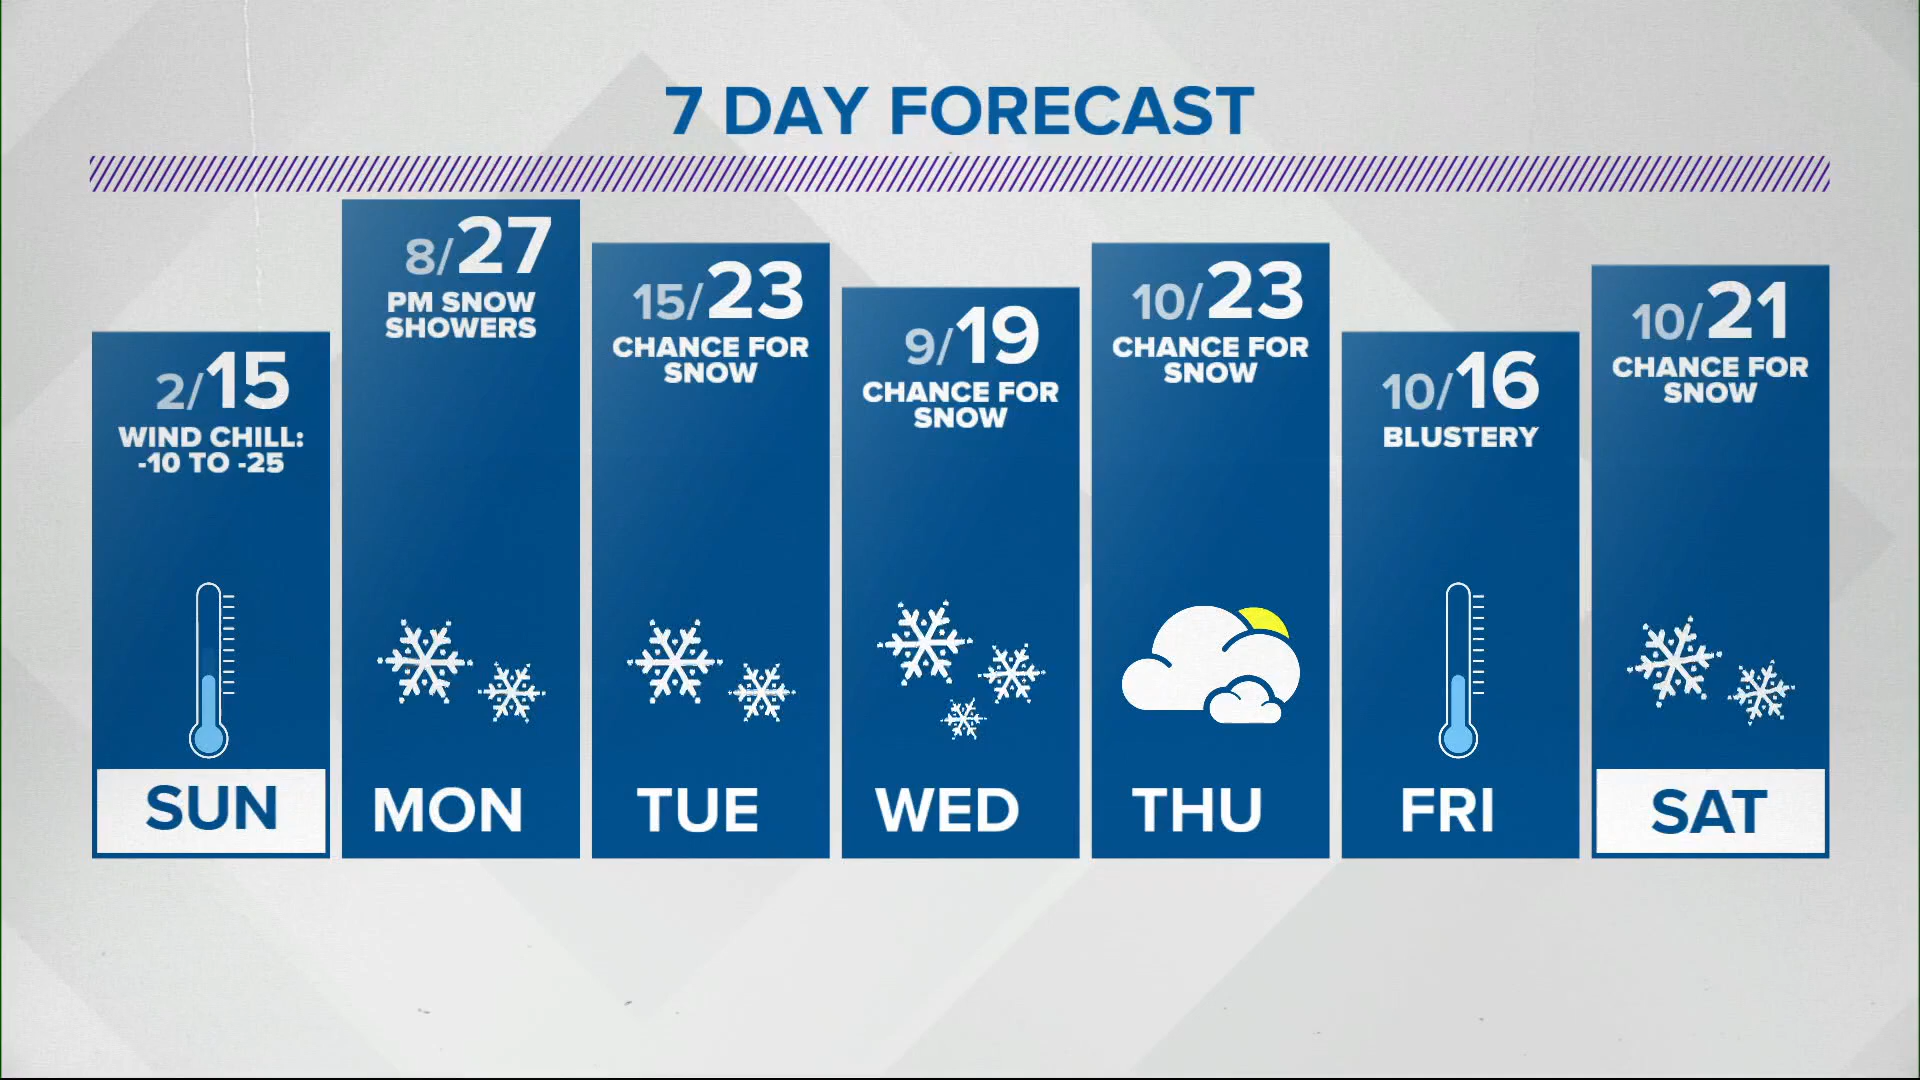 7 DAY FORECAST
2/15
WIND CHILL:
-10 TO -25
SUN
8/27
PM SNOW
SHOWERS
MON
15/23
CHANCE FOR
SNOW
TUE
9/19
CHANCE FOR
SNOW
WED
10/23
CHANCE FOR
SNOW
THU
10/16
BLUSTERY
FRI
10/21
CHANCE FOR
SNOW
SAT